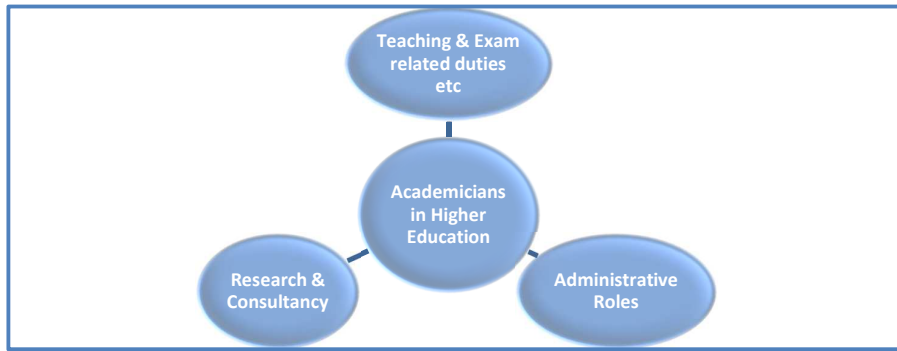 Teaching & Exam
related duties
etc
Academicians
in Higher
Education
Research &
Consultancy
Administrative
Roles